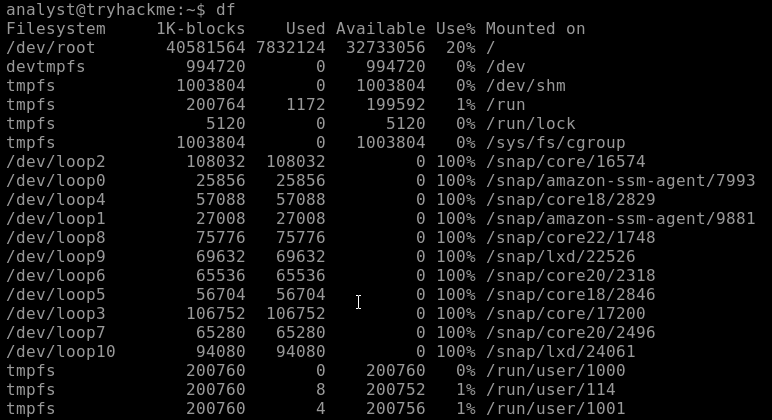 analyst@tryhackme:~$ df
Filesystem     1K-blocks    Used Available Use% Mounted on
/dev/root       40581564 7832124  32733056  20% /
devtmpfs          994720       0    994720   0% /dev
tmpfs            1003804       0   1003804   0% /dev/shm
tmpfs             200764    1172    199592   1% /run
tmpfs               5120       0      5120   0% /run/lock
tmpfs            1003804       0   1003804   0% /sys/fs/cgroup
/dev/loop2        108032  108032         0 100% /snap/core/16574
/dev/loop0         25856   25856         0 100% /snap/amazon-ssm-agent/7993
/dev/loop4         57088   57088         0 100% /snap/core18/2829
/dev/loop1         27008   27008         0 100% /snap/amazon-ssm-agent/9881
/dev/loop8         75776   75776         0 100% /snap/core22/1748
/dev/loop9         69632   69632         0 100% /snap/lxd/22526
/dev/loop6         65536   65536         0 100% /snap/core20/2318
/dev/loop5         56704   56704         0 100% /snap/core18/2846
/dev/loop3        106752  106752         0 100% /snap/core/17200
/dev/loop7         65280   65280         0 100% /snap/core20/2496
/dev/loop10        94080   94080         0 100% /snap/lxd/24061
tmpfs             200760       0    200760   0% /run/user/1000
tmpfs             200760       8    200752   1% /run/user/114
tmpfs             200760       4    200756   1% /run/user/1001